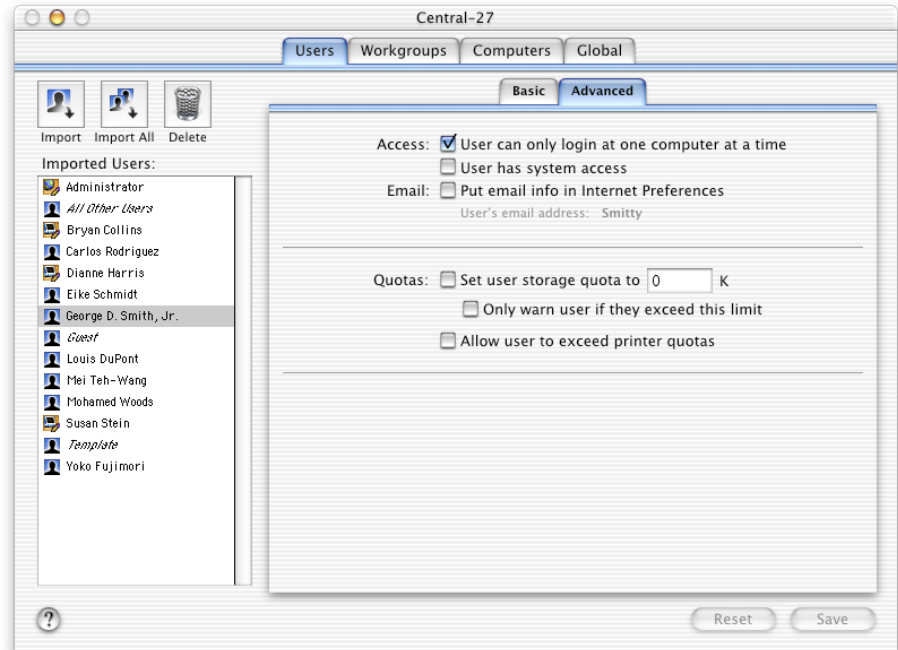 Central-27
Users Workgroups Computers Global
Import Import All Delete
Imported Users:
Administrator
All Other Users
Bryan Collins
Carlos Rodriguez
Dianne Harris
Eike Schmidt
George D. Smith, Jr.
Guest
Louis DuPont
Mei Teh-Wang
Mohamed Woods
Susan Stein
Template
Yoko Fujimori
Basic Advanced
Access: User can only login at one computer at a time
User has system access
Email: Put email info in Internet Preferences
User's email address: Smitty
Quotas: Set user storage quota to 0 K
Only warn user if they exceed this limit
Allow user to exceed printer quotas
?
Reset Save